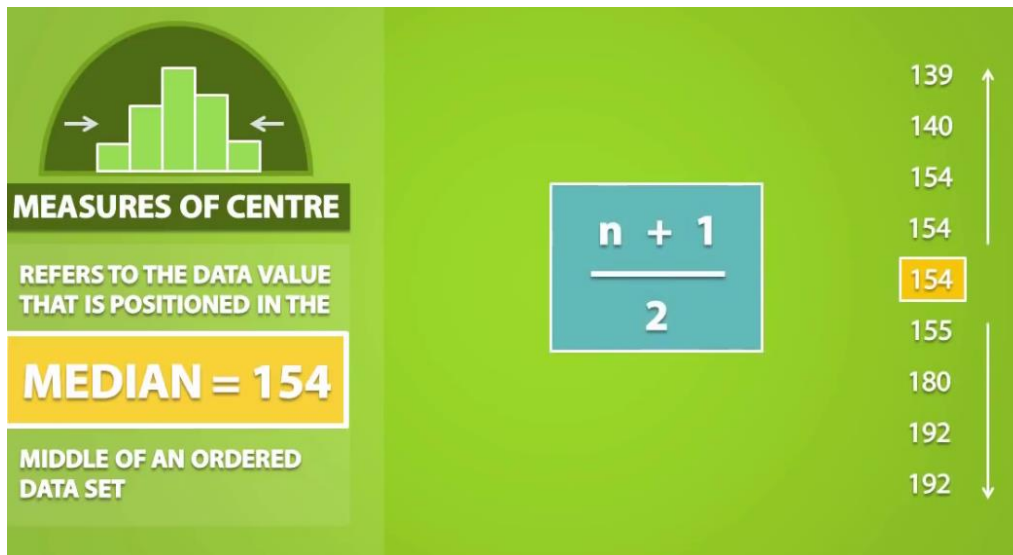 MEASURES OF CENTRE
REFERS TO THE DATA VALUE
THAT IS POSITIONED IN THE
MEDIAN = 154
MIDDLE OF AN ORDERED
DATA SET
n + 1
2
139
140
154
154
154
155
180
192
192